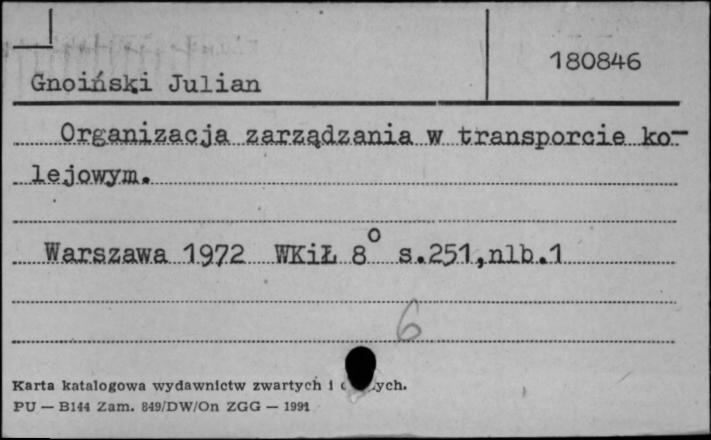 180846
Gnoiński Julian
Organizacja zarządzania w transporcie ko-
lejowym.
Warszawa 1972 WKiŁ 8° s.251,nlb.1
6
Karta katalogowa wydawnictw zwartych i
PU — B144 Zam. 849/DW/On ZGG — 1991